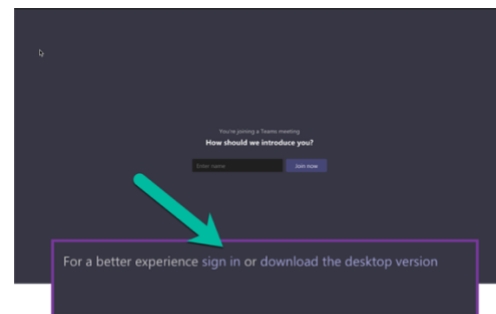 You're joining a Teams meeting
How should we introduce you?
Enter name
Join now
For a better experience sign in or download the desktop version